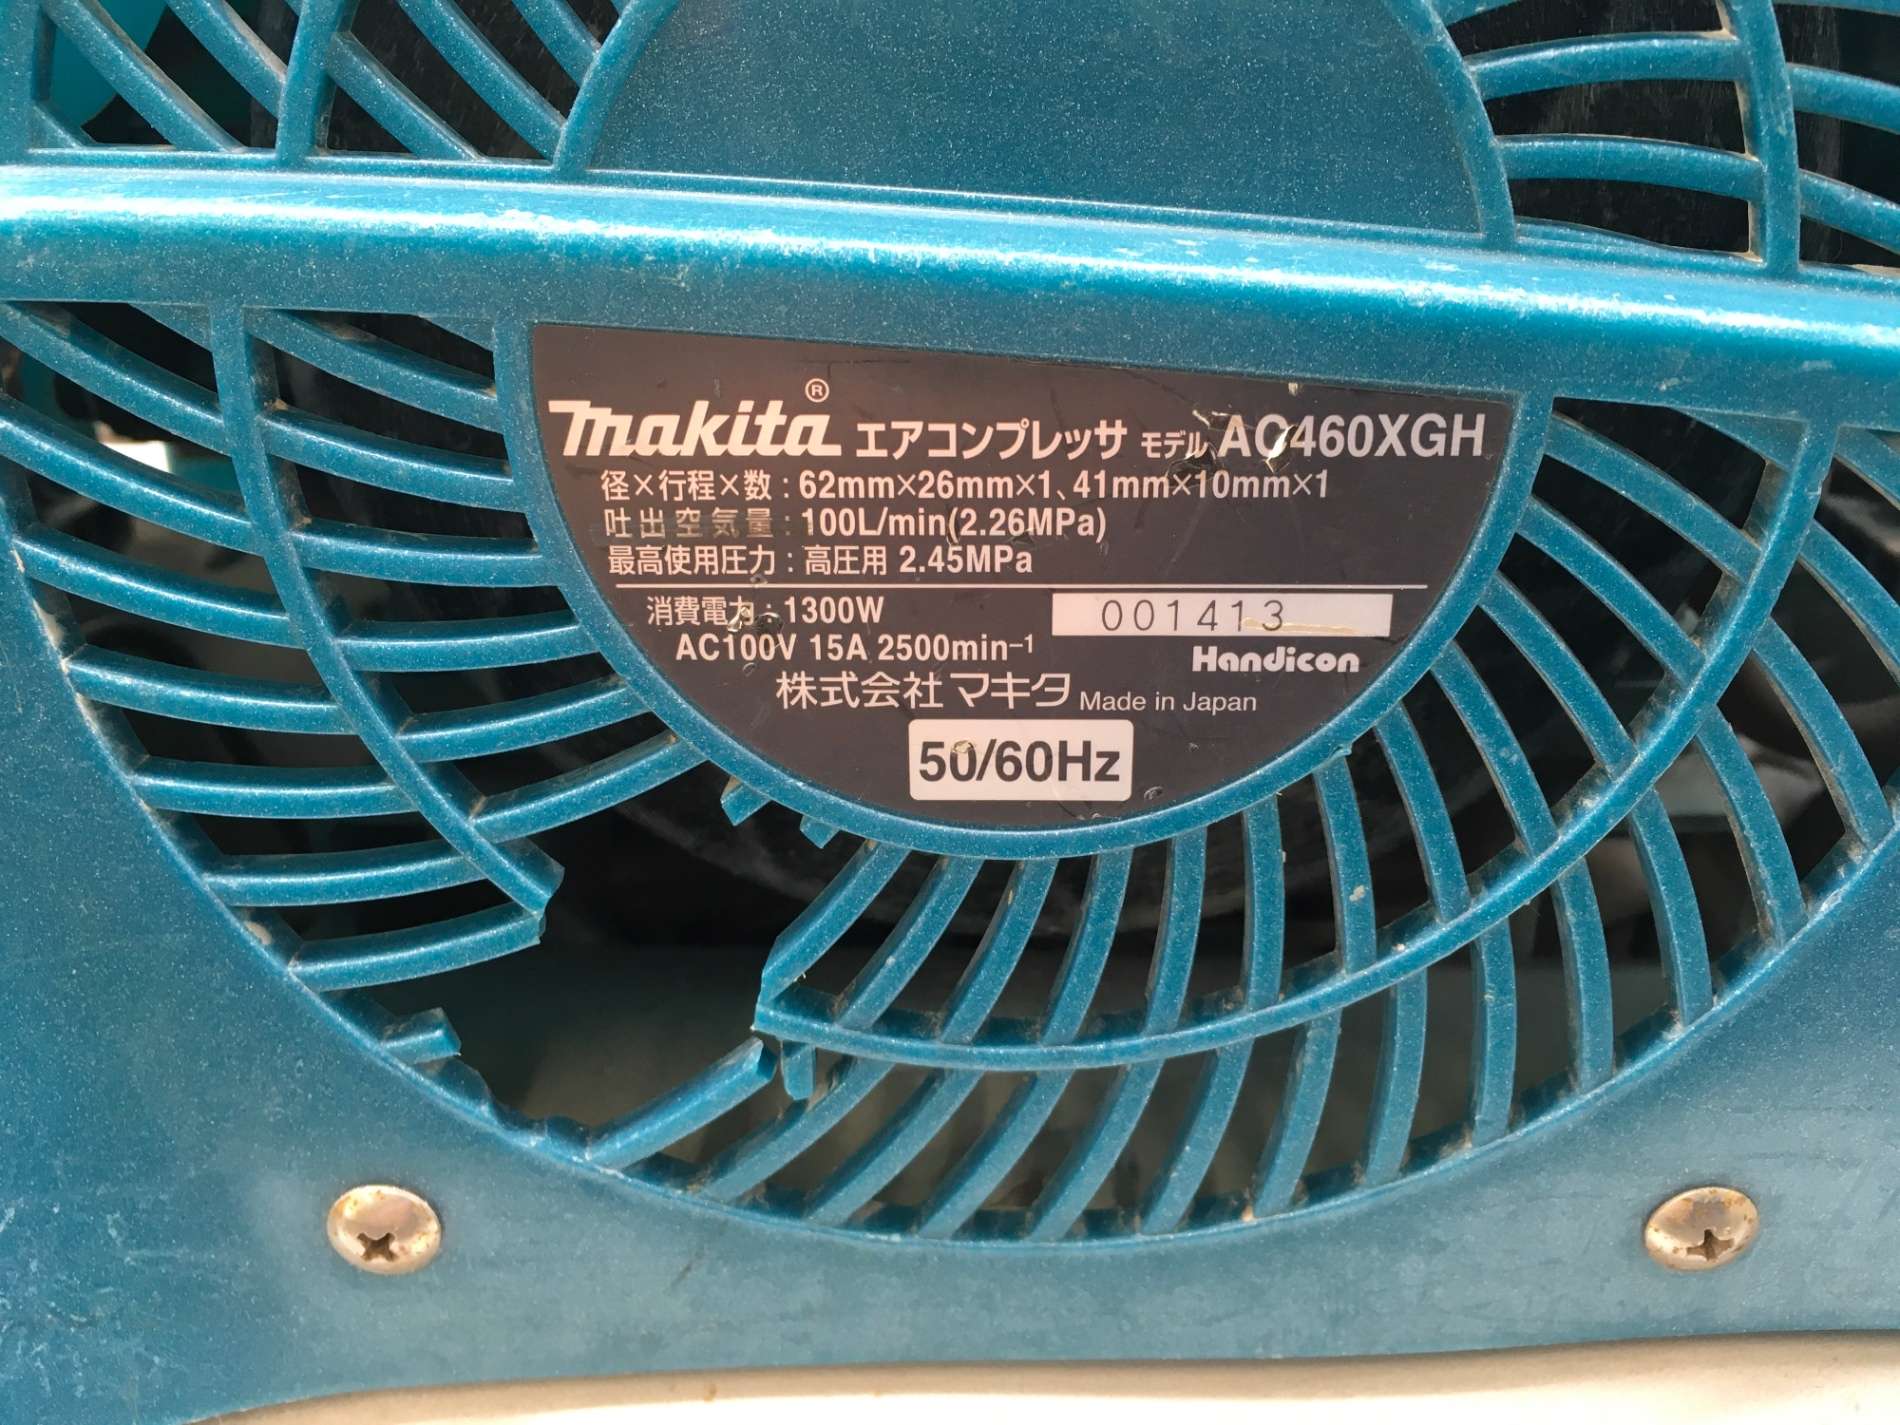 makita® エアコンプレッサ モデル AC460XGH
径×行程×数 : 62mm×26mm×1、41mm×10mm×1
吐出空気量 : 100L/min(2.26MPa)
最高使用圧力 : 高圧用 2.45MPa
消費電力 : 1300W
001413
AC100V 15A 2500min⁻¹
Handicon
株式会社マキタ Made in Japan
50/60Hz